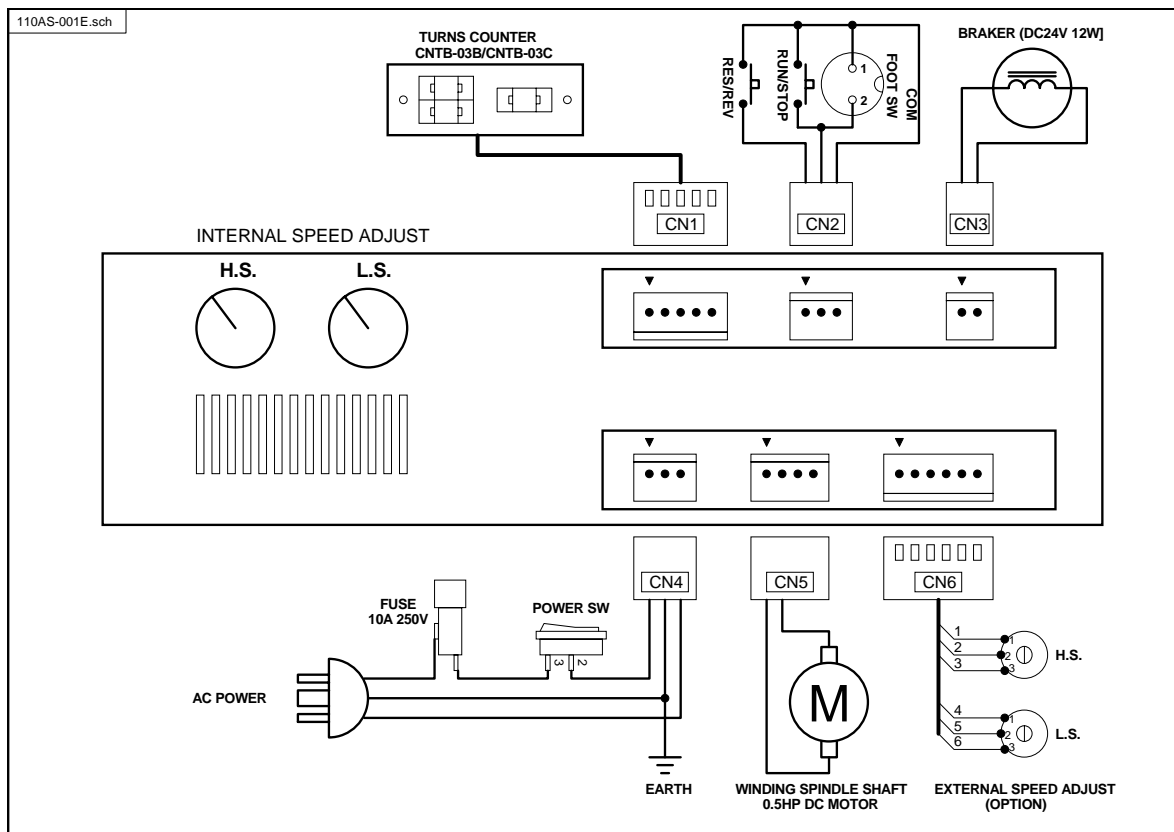 110AS-001E.sch
TURNS COUNTER
CNTB-03B/CNTB-03C
RES/REV
RUN/STOP
1
2
FOOT SW
COM
BRAKER (DC24V 12W]
CN1
CN2
CN3
INTERNAL SPEED ADJUST
H.S.
L.S.
CN4
CN5
CN6
FUSE
10A 250V
POWER SW
3
2
AC POWER
EARTH
M
WINDING SPINDLE SHAFT
0.5HP DC MOTOR
1
2
3
1
2
3
H.S.
4
5
6
1
2
3
L.S.
EXTERNAL SPEED ADJUST
(OPTION)